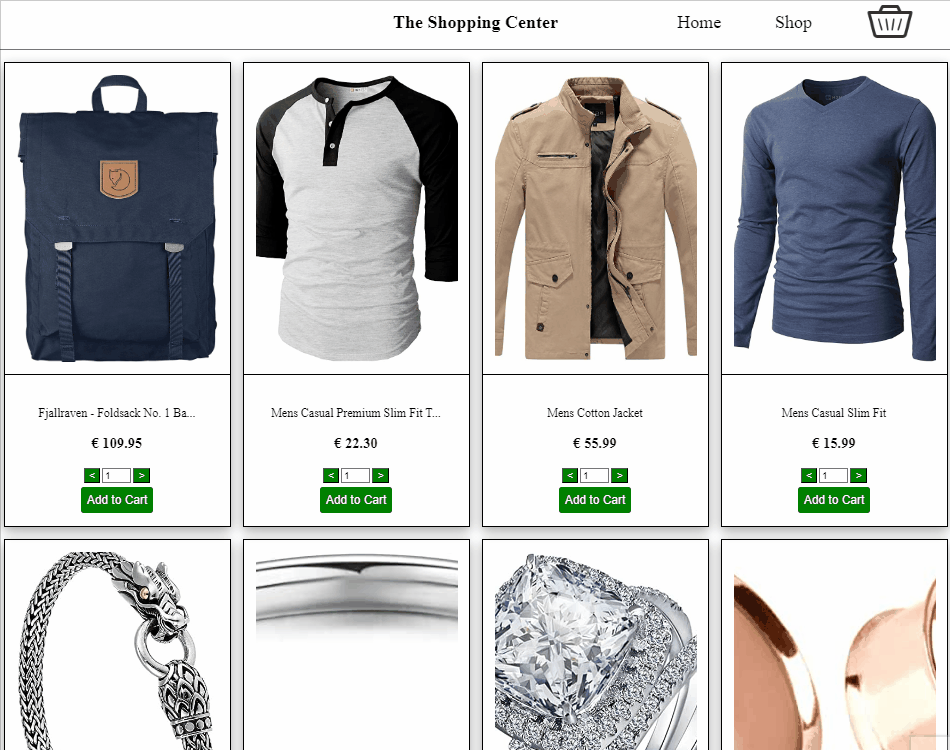 The Shopping Center
Home
Shop
Fjallraven - Foldsack No. 1 Ba...
€ 109.95
< 1 >
Add to Cart
Mens Casual Premium Slim Fit T...
€ 22.30
< 1 >
Add to Cart
Mens Cotton Jacket
€ 55.99
< 1 >
Add to Cart
Mens Casual Slim Fit
€ 15.99
< 1 >
Add to Cart